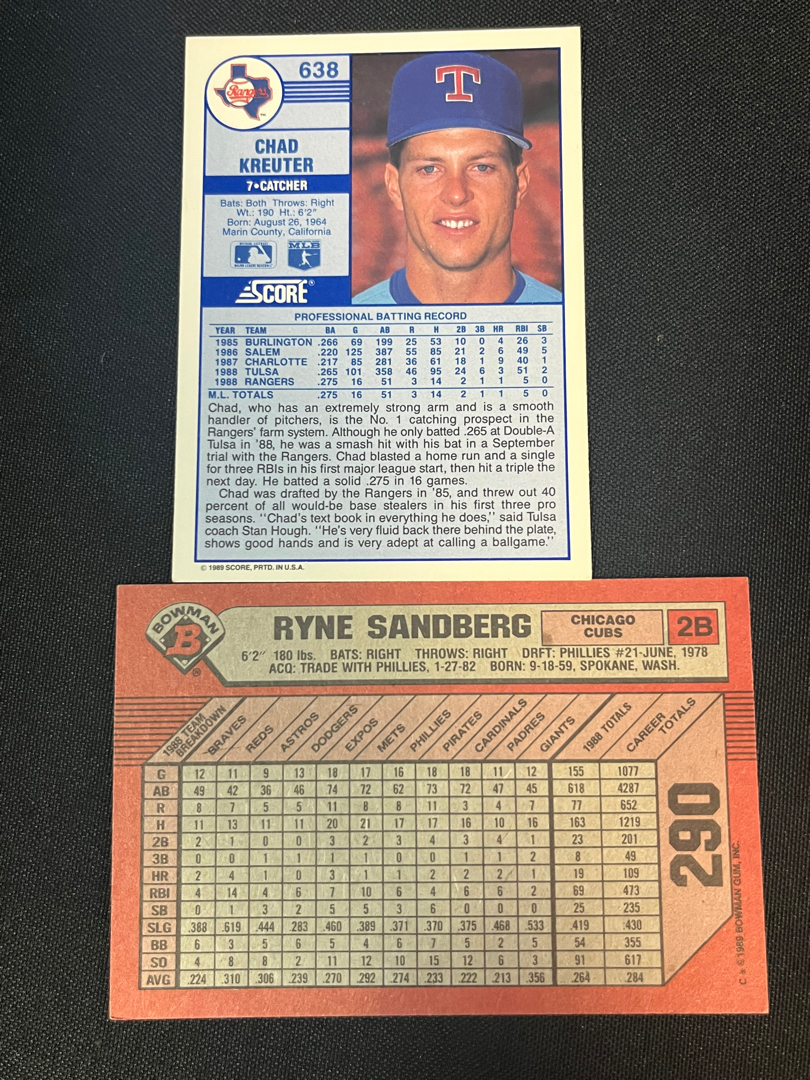 Rangers
638
T
CHAD
KREUTER
7•CATCHER
Bats: Both Throws: Right
Wt.: 190 Ht.: 6'2"
Born: August 26, 1964
Marin County, California
MLB
SCORE®
PROFESSIONAL BATTING RECORD
YEAR TEAM BA G AB R H 2B 3B HR RBI SB
1985 BURLINGTON .266 69 199 25 53 10 0 4 26 3
1986 SALEM .220 125 387 55 85 21 2 6 49 5
1987 CHARLOTTE .217 85 281 36 61 18 1 9 40 1
1988 TULSA .265 101 358 46 95 24 6 3 51 2
1988 RANGERS .275 16 51 3 14 2 1 1 5 0
M.L. TOTALS .275 16 51 3 14 2 1 1 5 0
Chad, who has an extremely strong arm and is a smooth
handler of pitchers, is the No. 1 catching prospect in the
Rangers' farm system. Although he only batted .265 at Double-A
Tulsa in '88, he was a smash hit with his bat in a September
trial with the Rangers. Chad blasted a home run and a single
for three RBIs in his first major league start, then hit a triple the
next day. He batted a solid .275 in 16 games.
Chad was drafted by the Rangers in '85, and threw out 40
percent of all would-be base stealers in his first three pro
seasons. "Chad's text book in everything he does," said Tulsa
coach Stan Hough. "He's very fluid back there behind the plate,
shows good hands and is very adept at calling a ballgame."
© 1989 SCORE, PRTD. IN U.S.A.
BOWMAN
B
®
RYNE SANDBERG
CHICAGO
CUBS
2B
6'2" 180 lbs. BATS: RIGHT THROWS: RIGHT DRFT: PHILLIES #21-JUNE, 1978
ACQ: TRADE WITH PHILLIES, 1-27-82 BORN: 9-18-59, SPOKANE, WASH.
1988 TEAM BREAKDOWN BRAVES REDS ASTROS DODGERS EXPOS METS PHILLIES PIRATES CARDINALS PADRES GIANTS 1988 TOTALS CAREER TOTALS
G 12 11 9 13 18 17 16 18 18 11 12 155 1077
AB 49 42 36 46 74 72 62 73 72 47 45 618 4287
R 8 7 5 5 11 8 8 11 3 4 7 77 652
H 11 13 11 11 20 21 17 17 16 10 16 163 1219
2B 2 1 0 0 3 2 3 4 3 4 1 23 201
3B 0 0 1 1 1 1 0 0 1 1 2 8 49
HR 2 4 1 0 3 1 1 2 2 2 1 19 109
RBI 4 14 4 6 7 10 6 4 6 6 2 69 473
SB 0 1 3 2 5 5 3 6 0 0 0 25 235
SLG .388 .619 .444 .283 .460 .389 .371 .370 .375 .468 .533 .419 .430
BB 6 3 5 6 5 4 6 7 5 2 5 54 355
SO 4 8 8 2 11 12 10 15 12 6 3 91 617
AVG .224 .310 .306 .239 .270 .292 .274 .233 .222 .213 .356 .264 .284
290
© 1989 BOWMAN GUM, INC.